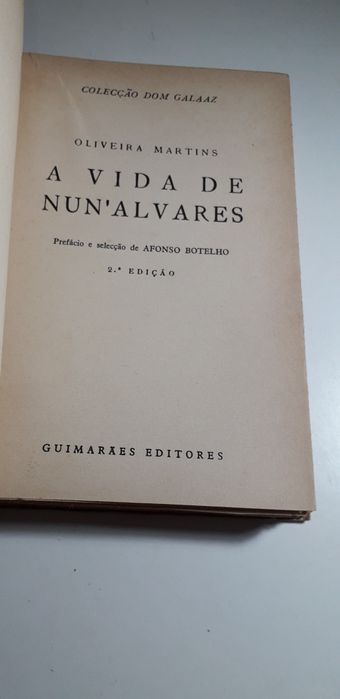 COLECÇÃO DOM GALAAZ
OLIVEIRA MARTINS
A VIDA DE
NUN'ALVARES
Prefácio e selecção de AFONSO BOTELHO
2.ª EDIÇÃO
GUIMARÃES EDITORES